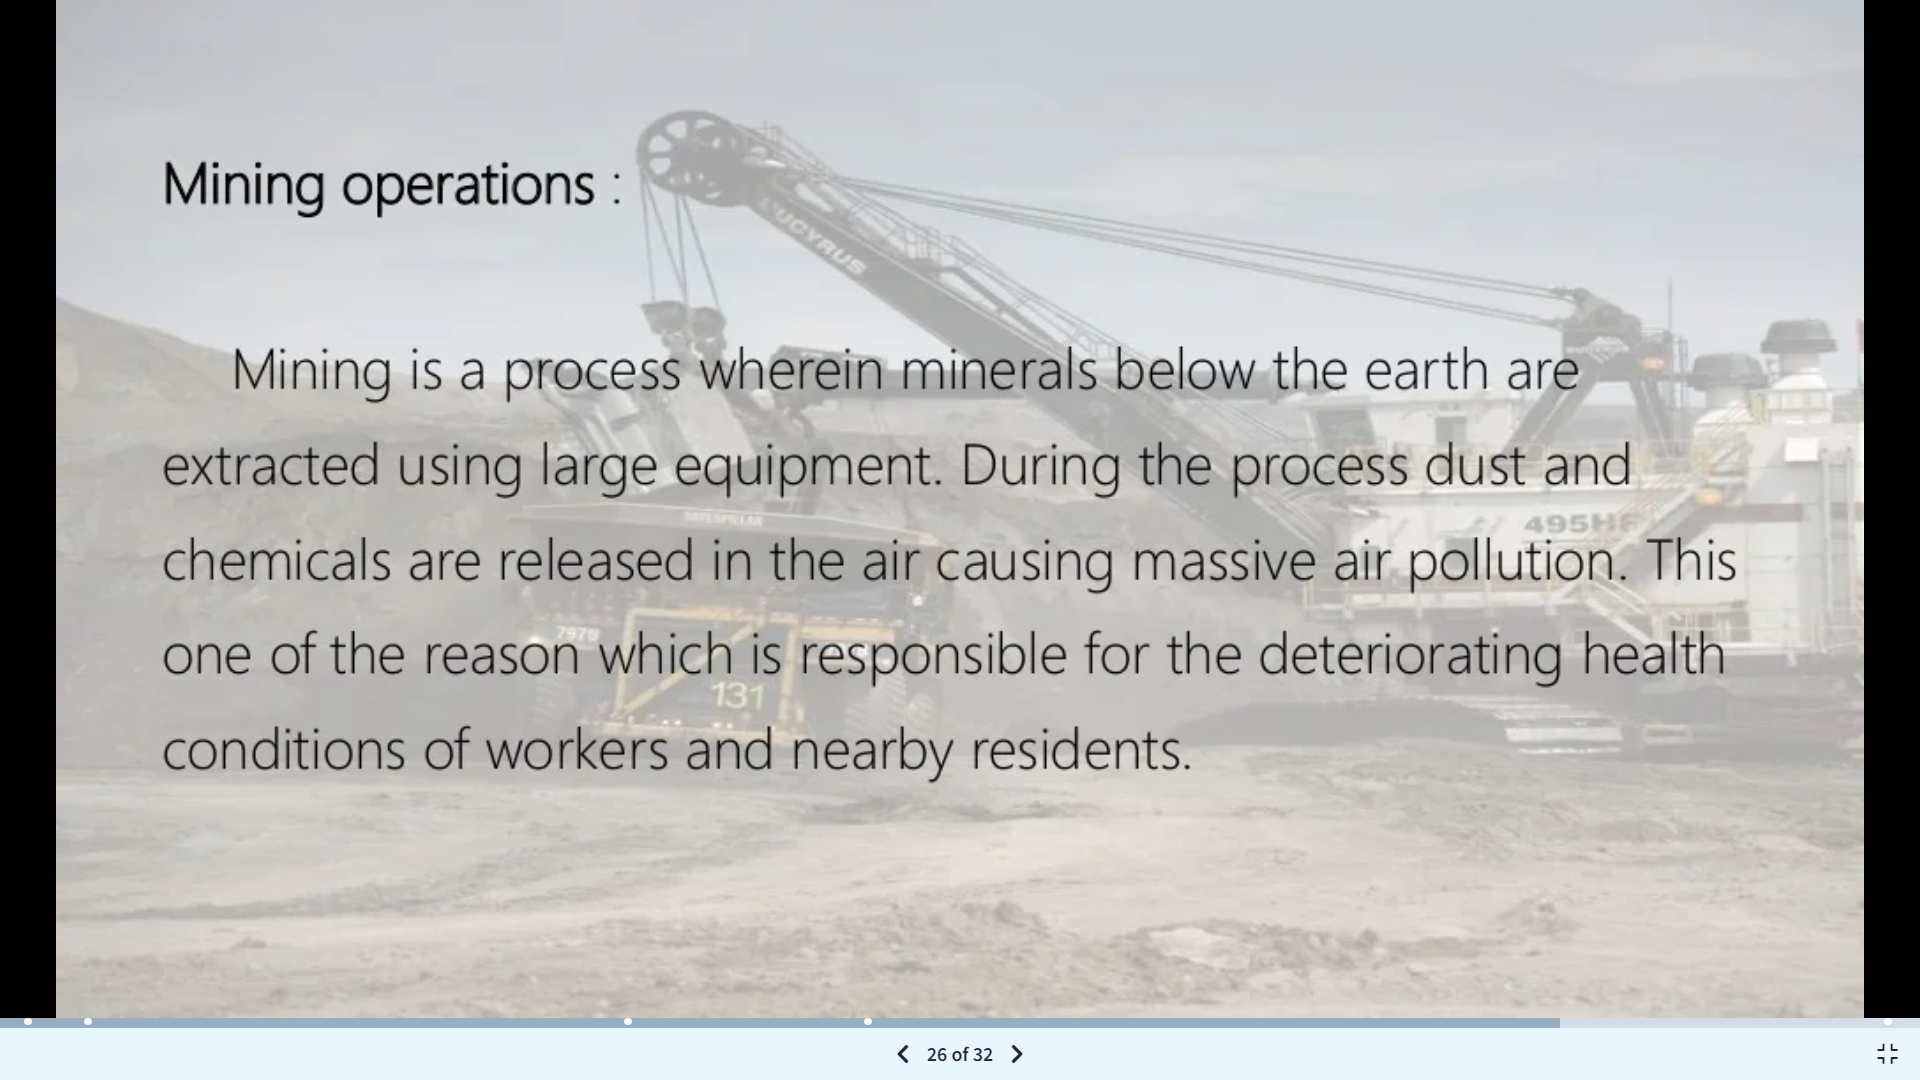 Mining operations :
BUCYRUS
Mining is a process wherein minerals below the earth are
extracted using large equipment. During the process dust and
495HF
CATERPILLAR
chemicals are released in the air causing massive air pollution. This
797B
one of the reason which is responsible for the deteriorating health
131
conditions of workers and nearby residents.
26 of 32